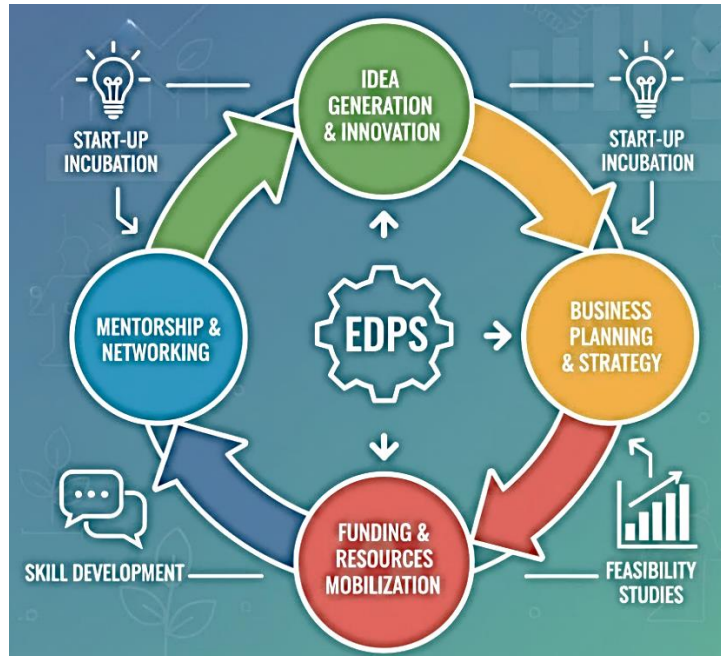 IDEA
GENERATION
& INNOVATION
START-UP
INCUBATION
START-UP
INCUBATION
MENTORSHIP &
NETWORKING
EDPS
BUSINESS
PLANNING
& STRATEGY
FUNDING &
RESOURCES
MOBILIZATION
SKILL DEVELOPMENT
FEASIBILITY
STUDIES